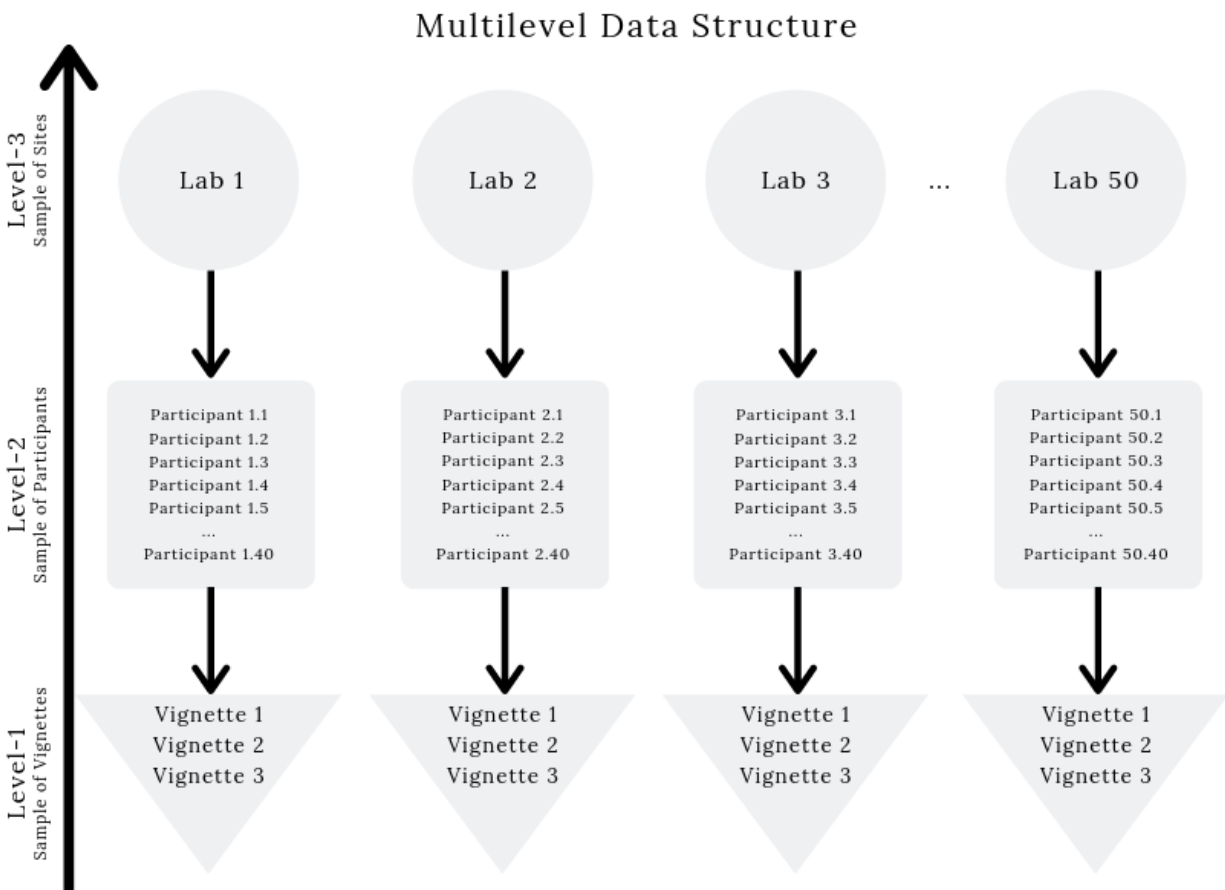 Multilevel Data Structure
Level-3
Sample of Sites
Lab 1
Lab 2
Lab 3
...
Lab 50
Level-2
Sample of Participants
Participant 1.1
Participant 1.2
Participant 1.3
Participant 1.4
Participant 1.5
...
Participant 1.40
Participant 2.1
Participant 2.2
Participant 2.3
Participant 2.4
Participant 2.5
...
Participant 2.40
Participant 3.1
Participant 3.2
Participant 3.3
Participant 3.4
Participant 3.5
...
Participant 3.40
Participant 50.1
Participant 50.2
Participant 50.3
Participant 50.4
Participant 50.5
...
Participant 50.40
Level-1
Sample of Vignettes
Vignette 1
Vignette 2
Vignette 3
Vignette 1
Vignette 2
Vignette 3
Vignette 1
Vignette 2
Vignette 3
Vignette 1
Vignette 2
Vignette 3